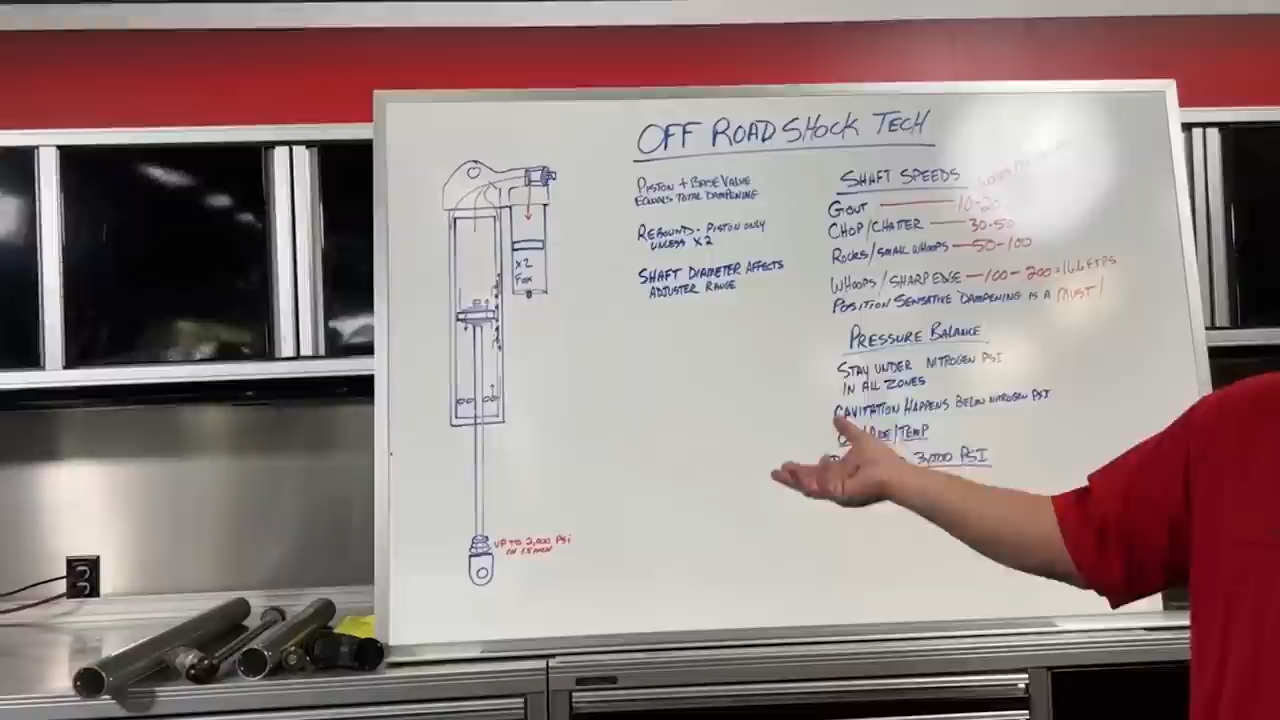 OFF ROAD SHOCK TECH
PISTON + BASE VALVE
EQUALS TOTAL DAMPENING
REBOUND - PISTON ONLY
UNLESS X2
SHAFT DIAMETER AFFECTS
ADJUSTER RANGE
X2
FOX
UP TO 2,000 PSI
SHAFT SPEEDS
G-OUT — 10-20
CHOP/CHATTER — 30-50
ROCKS/SMALL WHOOPS — 50-100
WHOOPS/SHARP EDGE — 100-200 = 16.6 FT PS
POSITION SENSATIVE DAMPENING IS A MUST!
PRESSURE BALANCE
STAY UNDER NITROGEN PSI
IN ALL ZONES
CAVITATION HAPPENS BELOW NITROGEN PSI
/TEMP
3,000 PSI